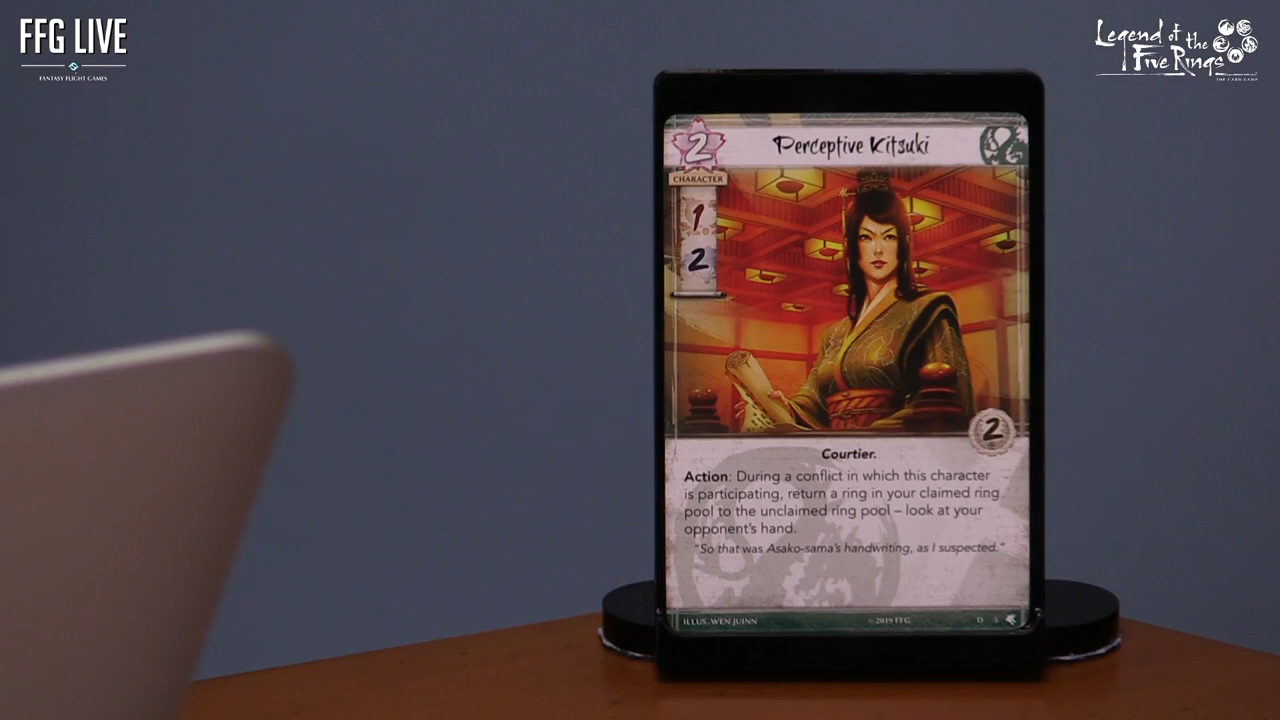 FFG LIVE
FANTASY FLIGHT GAMES
Legend of the
Five Rings
THE CARD GAME
2
Perceptive Kitsuki
CHARACTER
1
2
2
Courtier.
Action: During a conflict in which this character
is participating, return a ring in your claimed ring
pool to the unclaimed ring pool – look at your
opponent's hand.
"So that was Asako-sama's handwriting, as I suspected."
ILLUS. WEN JUINN
©2019 FFG
D